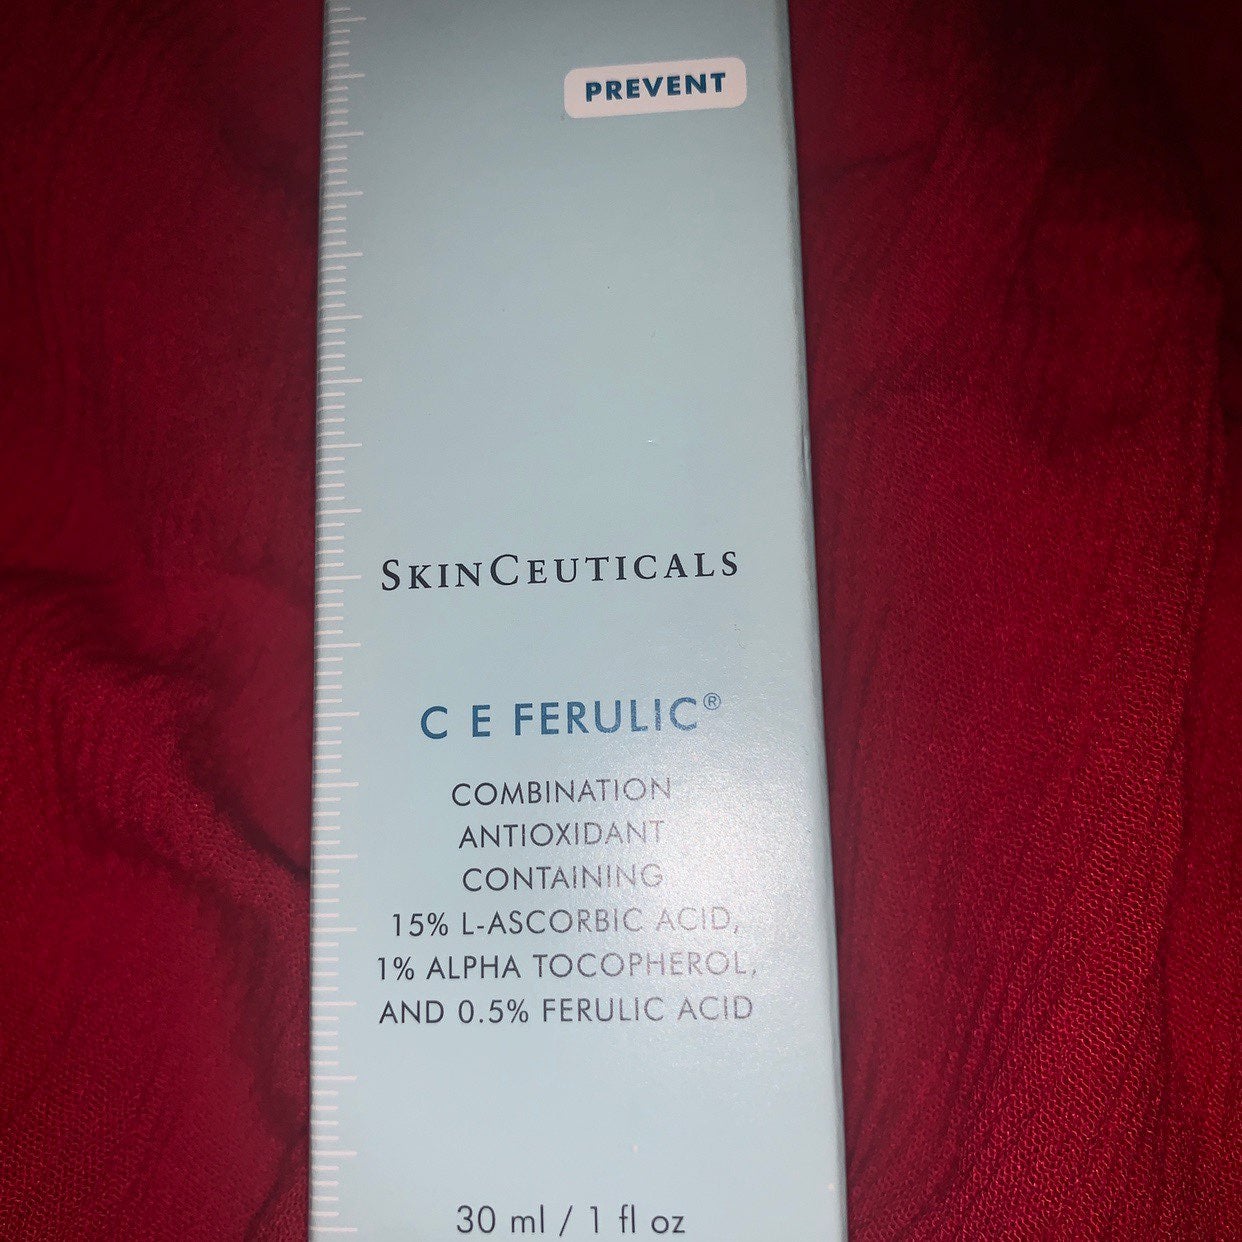 PREVENT
SKINCEUTICALS
C E FERULIC®
COMBINATION
ANTIOXIDANT
CONTAINING
15% L-ASCORBIC ACID,
1% ALPHA TOCOPHEROL,
AND 0.5% FERULIC ACID
30 ml / 1 fl oz